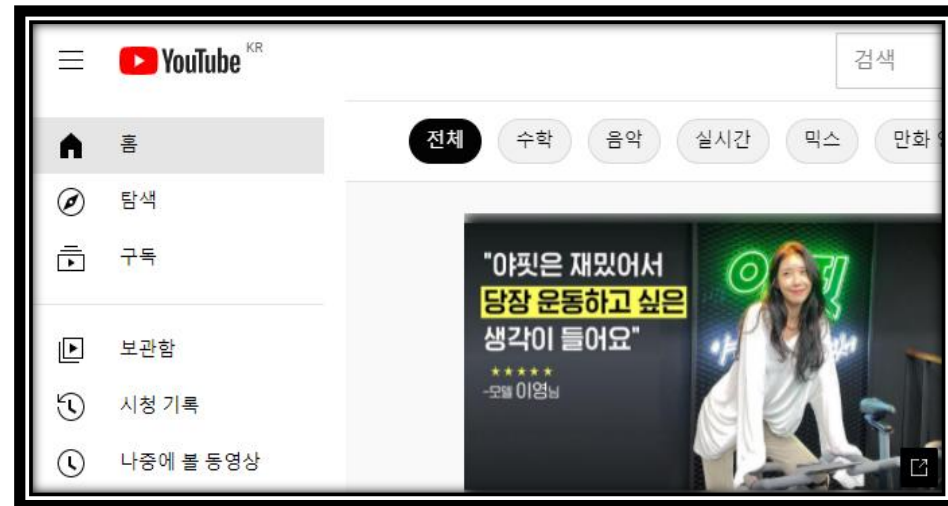 YouTube KR
검색
홈
탐색
구독
보관함
시청 기록
나중에 볼 동영상
전체 수학 음악 실시간 믹스 만화
"야핏은 재밌어서
당장 운동하고 싶은
생각이 들어요"
-모델 이영님
야핏